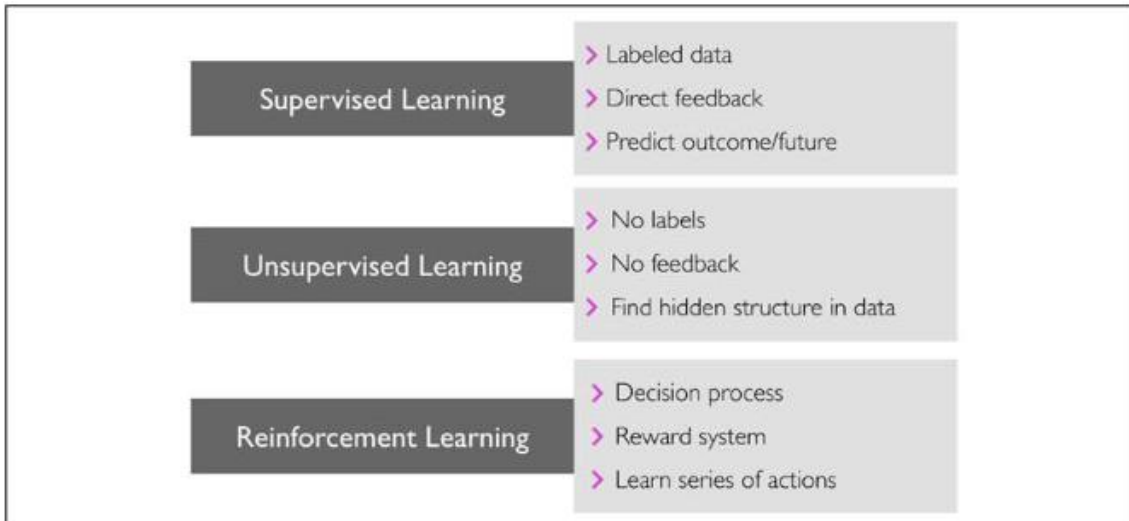 Supervised Learning
Labeled data
Direct feedback
Predict outcome/future
Unsupervised Learning
No labels
No feedback
Find hidden structure in data
Reinforcement Learning
Decision process
Reward system
Learn series of actions